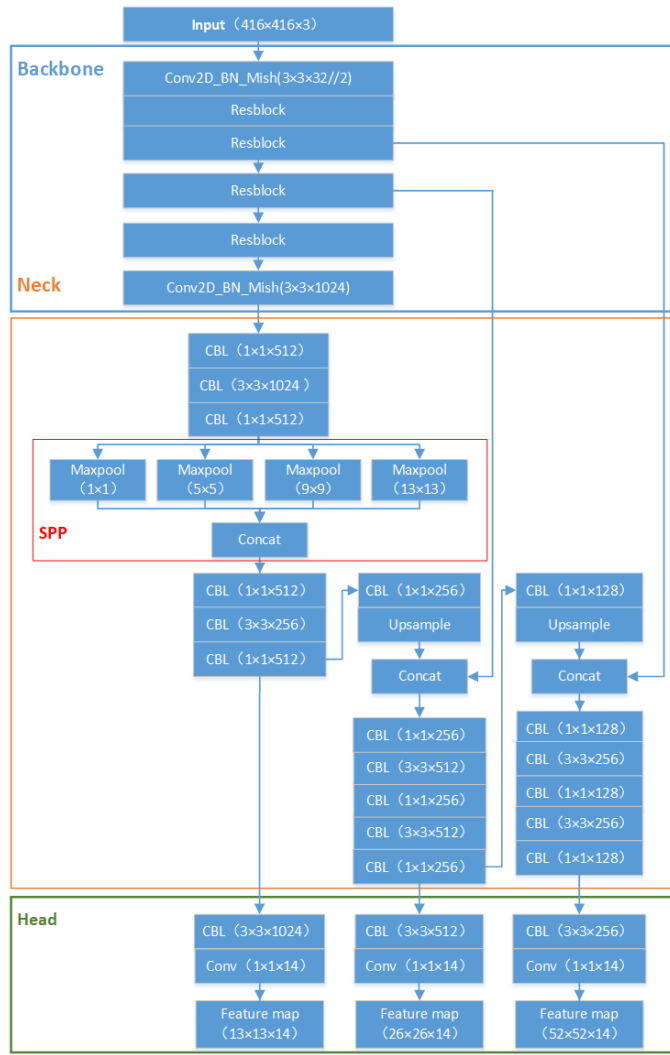 Input（416×416×3）
Backbone
Conv2D_BN_Mish(3×3×32//2)
Resblock
Resblock
Resblock
Resblock
Neck
Conv2D_BN_Mish(3×3×1024)
CBL（1×1×512）
CBL（3×3×1024）
CBL（1×1×512）
Maxpool
（1×1）
Maxpool
（5×5）
Maxpool
（9×9）
Maxpool
（13×13）
SPP
Concat
CBL（1×1×512）
CBL（3×3×256）
CBL（1×1×512）
CBL（1×1×256）
Upsample
Concat
CBL（1×1×256）
CBL（3×3×512）
CBL（1×1×256）
CBL（3×3×512）
CBL（1×1×256）
CBL（1×1×128）
Upsample
Concat
CBL（1×1×128）
CBL（3×3×256）
CBL（1×1×128）
CBL（3×3×256）
CBL（1×1×128）
Head
CBL（3×3×1024）
Conv（1×1×14）
Feature map
（13×13×14）
CBL（3×3×512）
Conv（1×1×14）
Feature map
（26×26×14）
CBL（3×3×256）
Conv（1×1×14）
Feature map
（52×52×14）